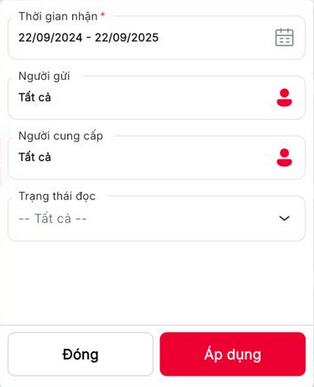 Thời gian nhận *
22/09/2024 - 22/09/2025
Người gửi
Tất cả
Người cung cấp
Tất cả
Trạng thái đọc
-- Tất cả --
Đóng
Áp dụng